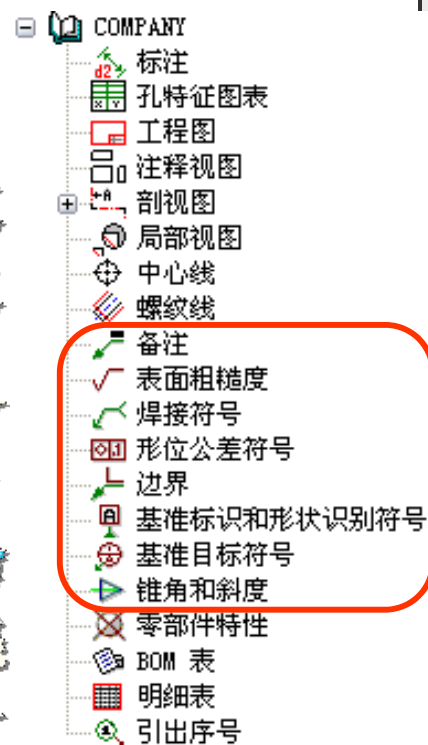 COMPANY
标注
孔特征图表
工程图
注释视图
剖视图
局部视图
中心线
螺纹线
备注
表面粗糙度
焊接符号
形位公差符号
边界
基准标识和形状识别符号
基准目标符号
锥角和斜度
零部件特性
BOM 表
明细表
引出序号